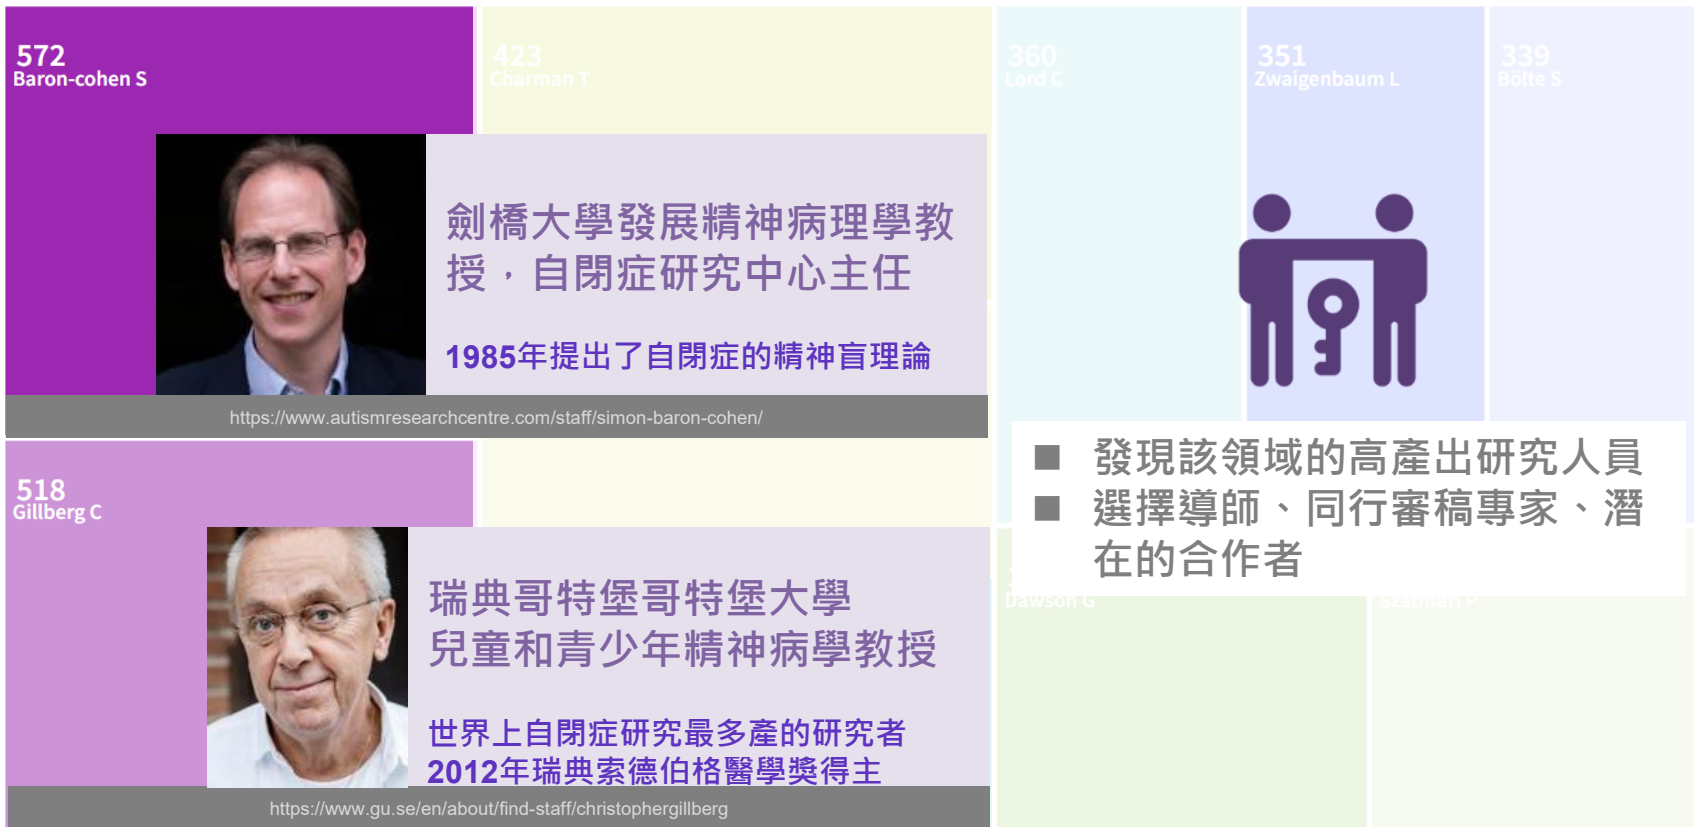 572
Baron-cohen S
423
Charman T
360
Lord C
351
Zwaigenbaum L
339
Bölte S
劍橋大學發展精神病理學教
授，自閉症研究中心主任
1985年提出了自閉症的精神盲理論
https://www.autismresearchcentre.com/staff/simon-baron-cohen/
■ 發現該領域的高產出研究人員
■ 選擇導師、同行審稿專家、潛
在的合作者
518
Gillberg C
Dawson G
Szatmari P
瑞典哥特堡哥特堡大學
兒童和青少年精神病學教授
世界上自閉症研究最多產的研究者
2012年瑞典索德伯格醫學獎得主
https://www.gu.se/en/about/find-staff/christophergillberg